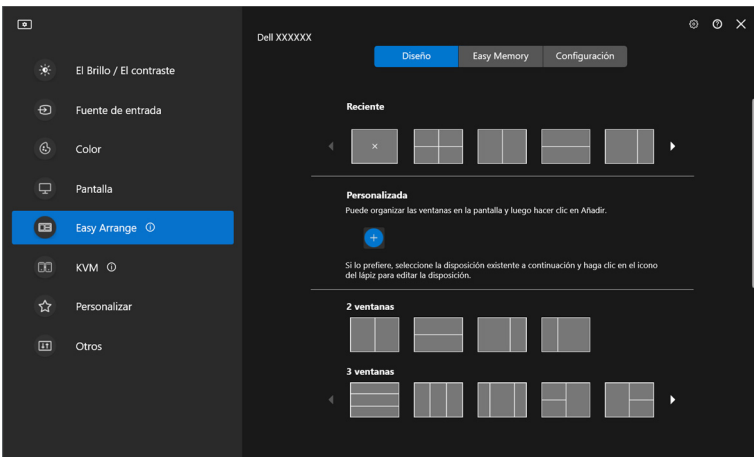 Dell XXXXXX
Diseño Easy Memory Configuración
El Brillo / El contraste
Fuente de entrada
Color
Pantalla
Easy Arrange
KVM
Personalizar
Otros
Reciente
Personalizada
Puede organizar las ventanas en la pantalla y luego hacer clic en Añadir.
Si lo prefiere, seleccione la disposición existente a continuación y haga clic en el icono
del lápiz para editar la disposición.
2 ventanas
3 ventanas